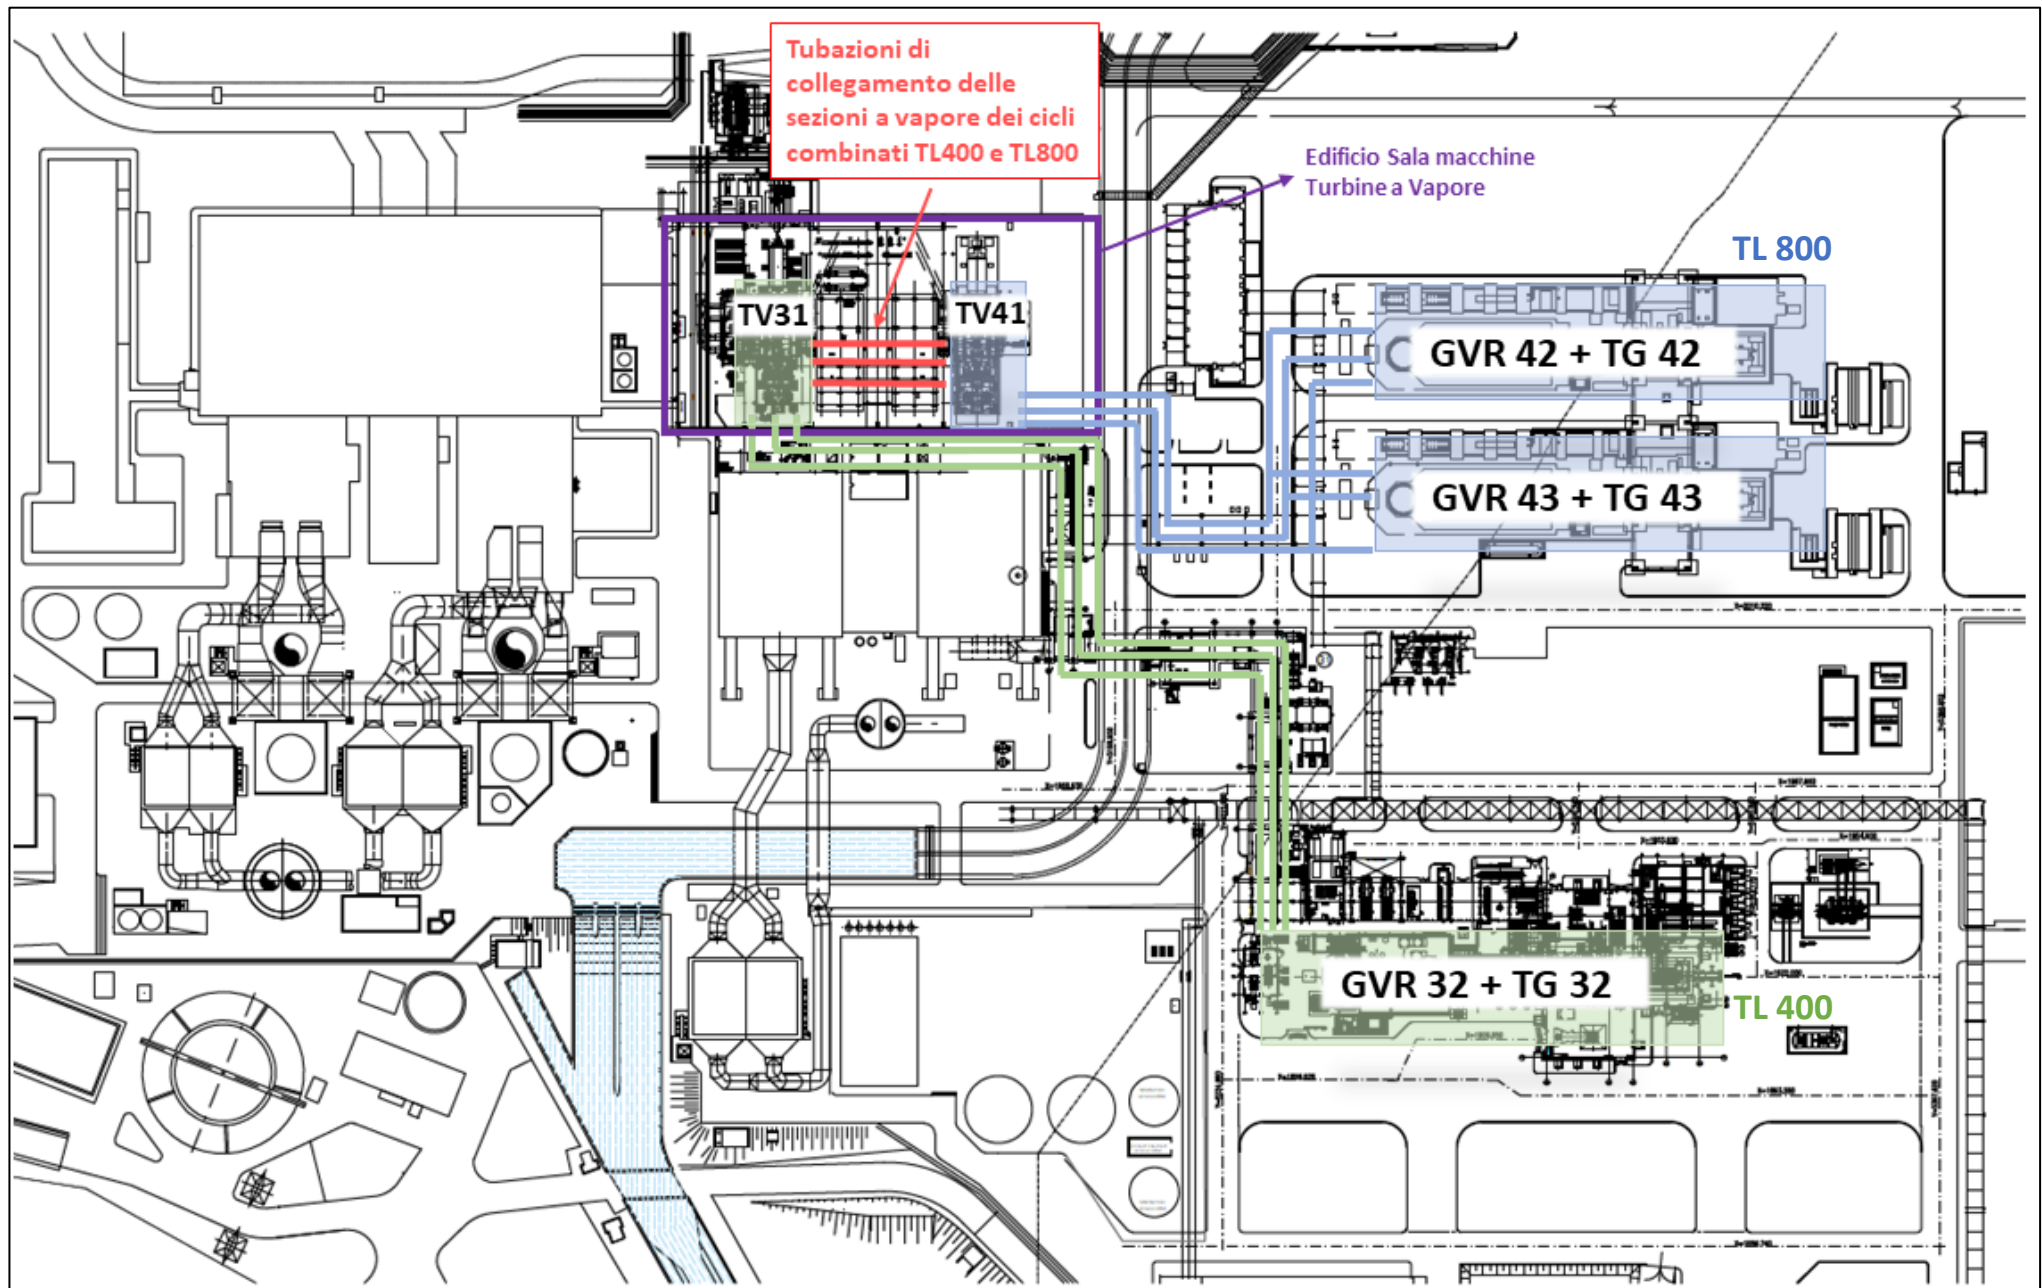 Tubazioni di
collegamento delle
sezioni a vapore dei cicli
combinati TL400 e TL800
Edificio Sala macchine
Turbine a Vapore
TL 800
TV31
TV41
GVR 42 + TG 42
GVR 43 + TG 43
GVR 32 + TG 32
TL 400